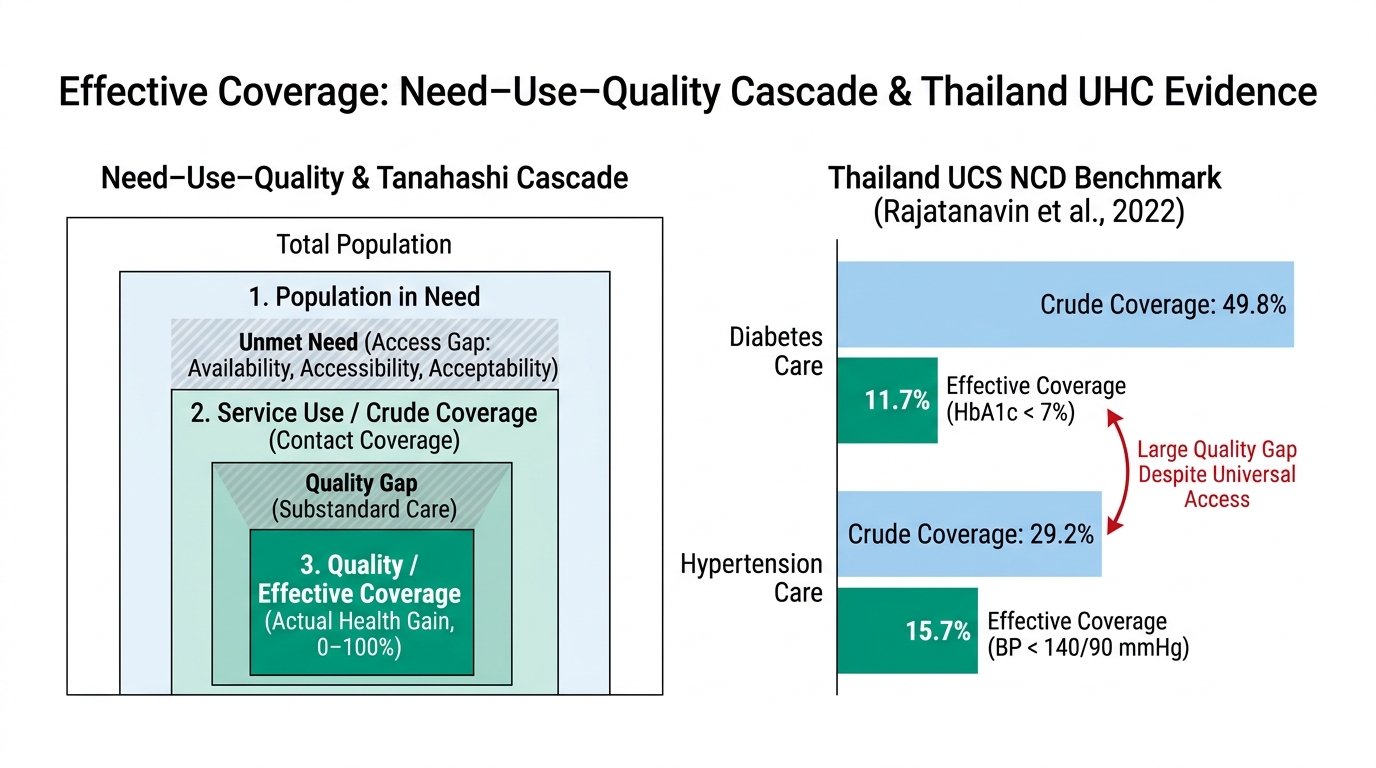 Effective Coverage: Need–Use–Quality Cascade & Thailand UHC Evidence
Need–Use–Quality & Tanahashi Cascade
Total Population
1. Population in Need
Unmet Need (Access Gap:
Availability, Accessibility, Acceptability)
2. Service Use / Crude Coverage
(Contact Coverage)
Quality Gap
(Substandard Care)
3. Quality /
Effective Coverage
(Actual Health Gain,
0–100%)
Thailand UCS NCD Benchmark
(Rajatanavin et al., 2022)
Diabetes
Care
Crude Coverage: 49.8%
11.7%
Effective Coverage
(HbA1c < 7%)
Large Quality Gap
Despite Universal
Access
Hypertension
Care
Crude Coverage: 29.2%
15.7%
Effective Coverage
(BP < 140/90 mmHg)